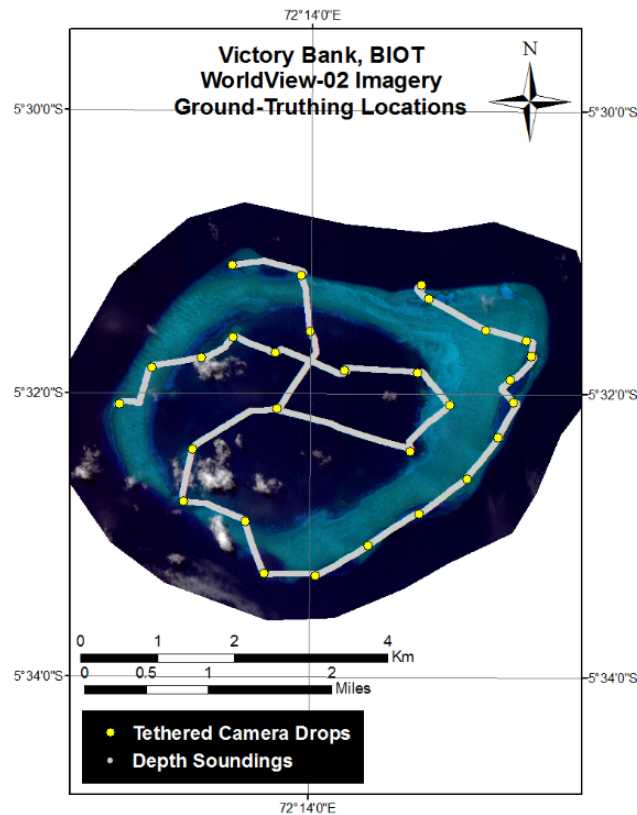 72°14'0"E
Victory Bank, BIOT
WorldView-02 Imagery
Ground-Truthing Locations
N
5°30'0"S
5°30'0"S
5°32'0"S
5°32'0"S
0 1 2 4
Km
0 0.5 1 2
Miles
5°34'0"S
5°34'0"S
Tethered Camera Drops
Depth Soundings
72°14'0"E